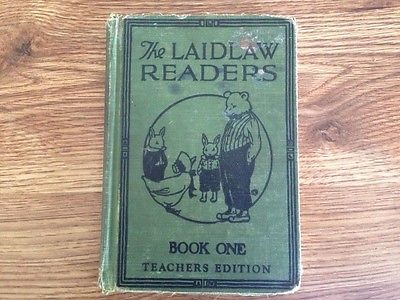 The LAIDLAW
READERS
BOOK ONE
TEACHERS EDITION